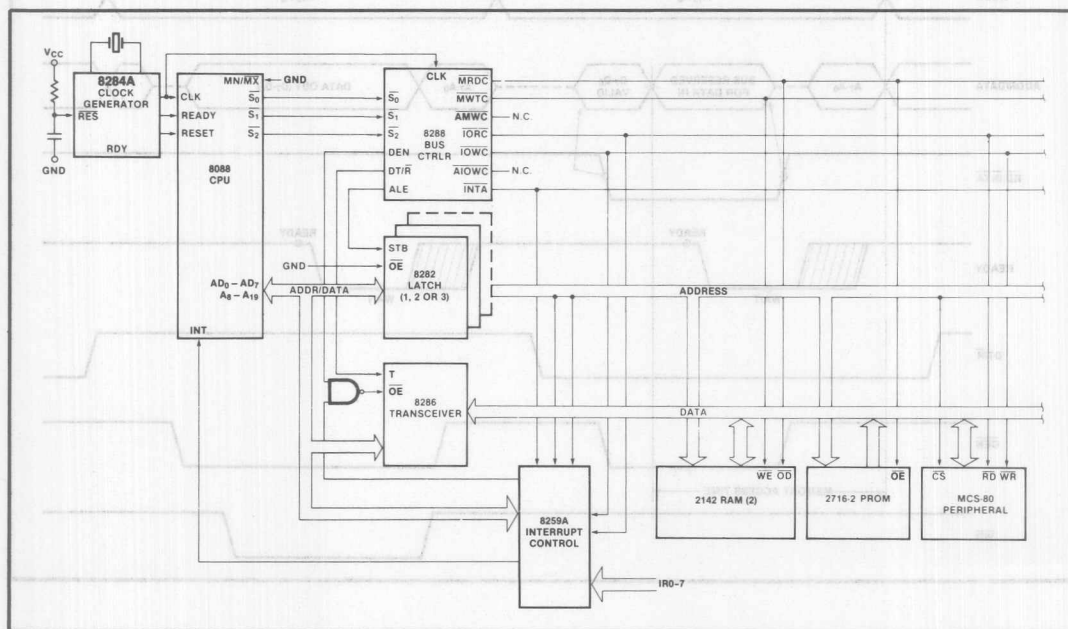 VCC
8284A
CLOCK
GENERATOR
RES
RDY
GND
MN/MX
GND
CLK
READY
RESET
S0
S1
S2
8088
CPU
AD0 – AD7
A8 – A19
INT
ADDR/DATA
CLK
S0
S1
S2
DEN
DT/R
ALE
8288
BUS
CTRLR
MRDC
MWTC
AMWC
IORC
IOWC
AIOWC
INTA
N.C.
N.C.
STB
GND
OE
8282
LATCH
(1, 2 OR 3)
ADDRESS
T
OE
8286
TRANSCEIVER
DATA
8259A
INTERRUPT
CONTROL
IR0-7
WE OD
2142 RAM (2)
OE
2716-2 PROM
CS
RD WR
MCS-80
PERIPHERAL